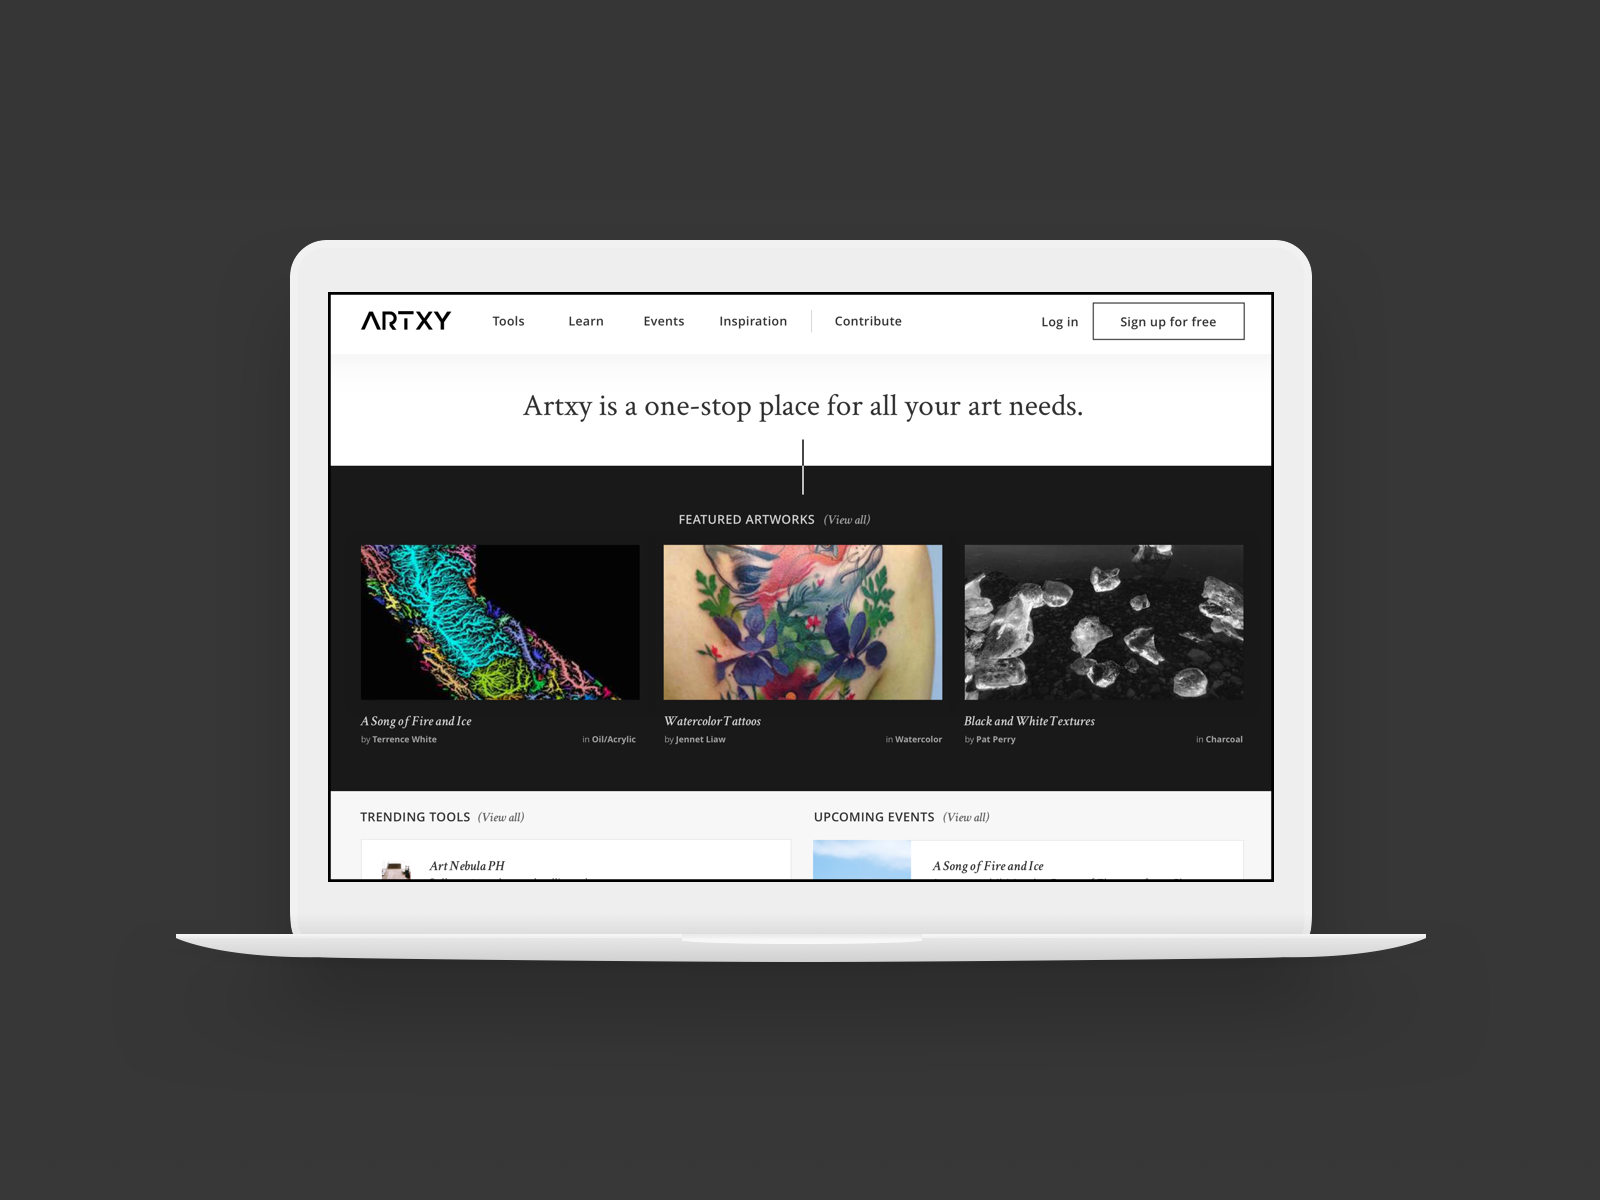 ARTXY Tools Learn Events Inspiration Contribute Log in Sign up for free
Artxy is a one-stop place for all your art needs.
FEATURED ARTWORKS (View all)
A Song of Fire and Ice
by Terrence White in Oil/Acrylic
Watercolor Tattoos
by Jennet Liaw in Watercolor
Black and White Textures
by Pat Perry in Charcoal
TRENDING TOOLS (View all)
Art Nebula PH
UPCOMING EVENTS (View all)
A Song of Fire and Ice